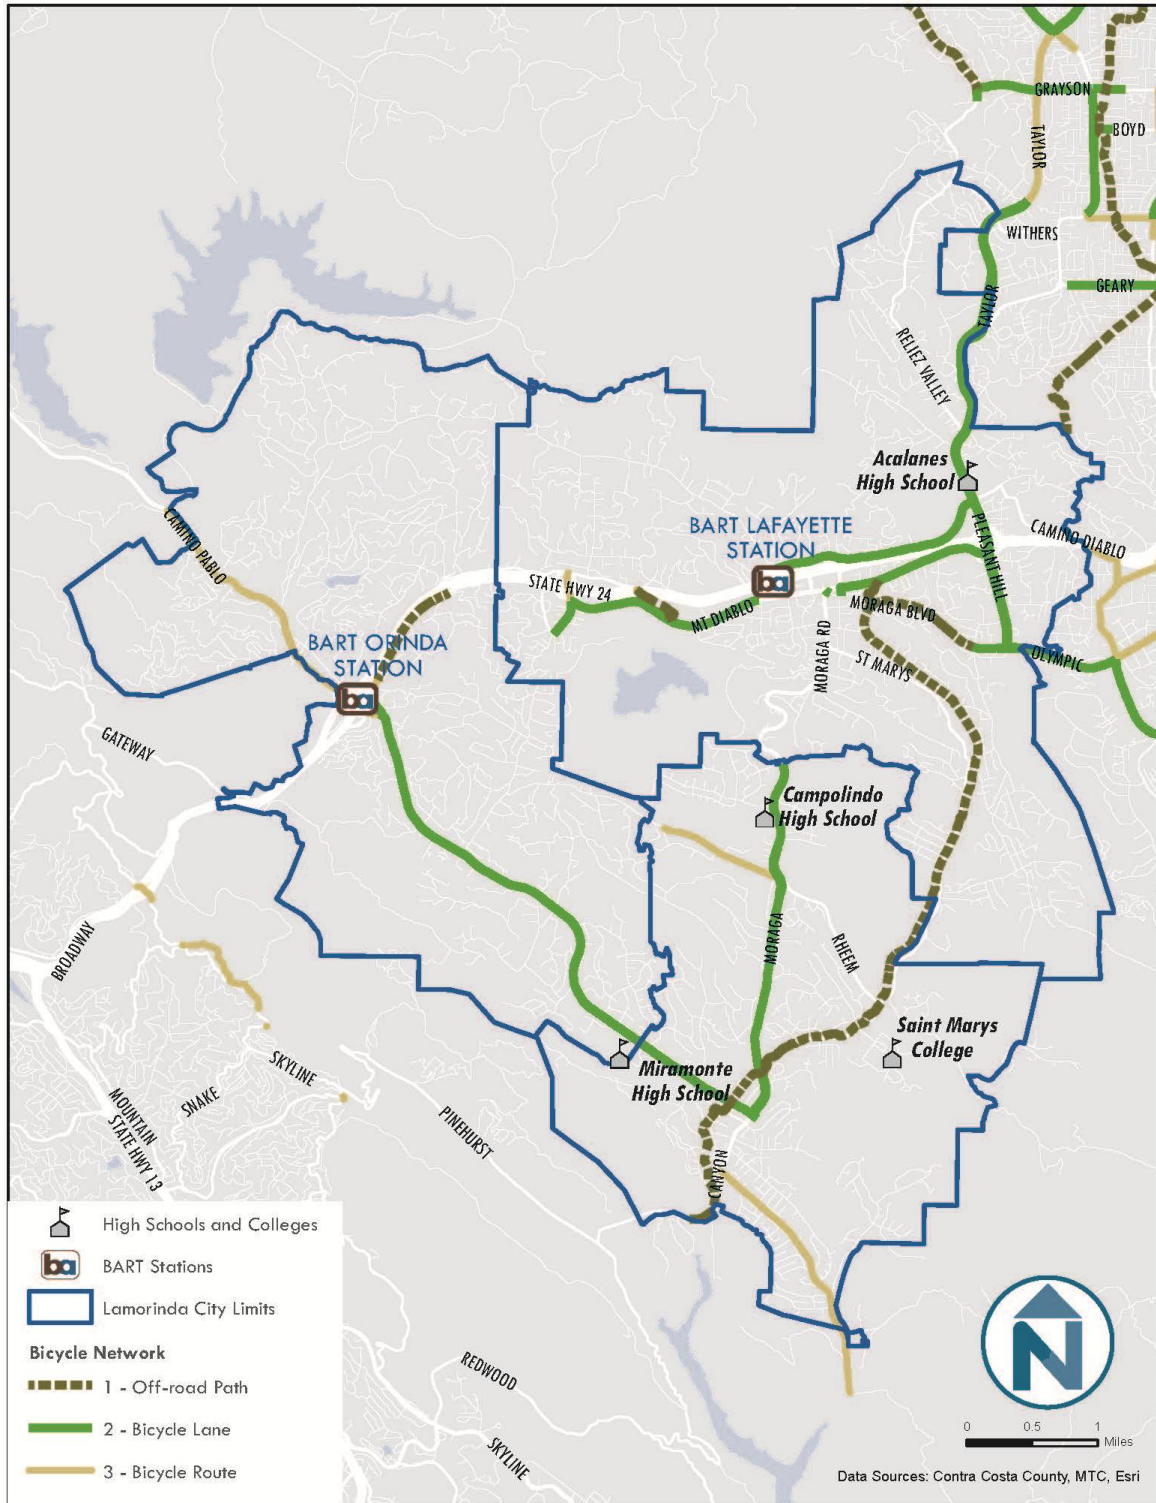 GRAYSON
TAYLOR
BOYD
WITHERS
GEARY
TAYLOR
RELIEZ VALLEY
Acalanes
High School
PLEASANT HILL
CAMINO DIABLO
BART LAFAYETTE
STATION
ba
CAMINO PABLO
STATE HWY 24
MT DIABLO
MORAGA BLVD
MORAGA RD
ST MARYS
OLYMPIC
BART ORINDA
STATION
ba
GATEWAY
Campolindo
High School
BROADWAY
MORAGA
RHEEM
Saint Marys
College
Miramonte
High School
SKYLINE
SNAKE
MOUNTAIN
STATE HWY 13
PINEHURST
CANYON
REDWOOD
SKYLINE
High Schools and Colleges
ba
BART Stations
Lamorinda City Limits
Bicycle Network
1 - Off-road Path
2 - Bicycle Lane
3 - Bicycle Route
N
0 0.5 1
Miles
Data Sources: Contra Costa County, MTC, Esri